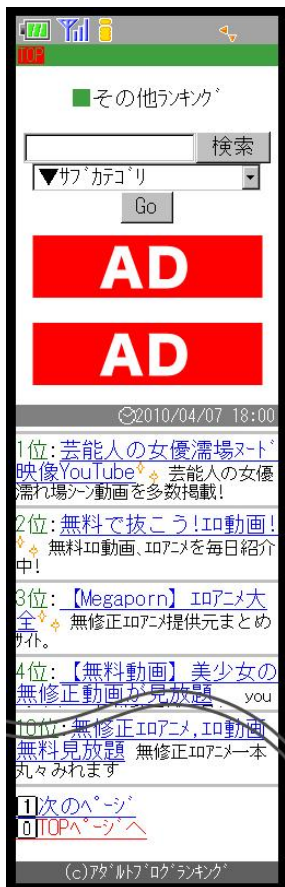 TOP
■その他ﾗﾝｷﾝｸﾞ
検索
▼ｻﾌﾞｶﾃｺﾞﾘ
Go
AD
AD
2010/04/07 18:00
1位:芸能人の女優濡場ﾇｰﾄﾞ
映像YouTube 芸能人の女優
濡れ場ｼｰﾝ動画を多数掲載!
2位:無料で抜こう!ｴﾛ動画!
無料ｴﾛ動画､ｴﾛｱﾆﾒを毎日紹介
中!
3位:【Megaporn】 ｴﾛｱﾆﾒ大
全 無修正ｴﾛｱﾆﾒ提供元まとめ
ｻｲﾄ｡
4位:【無料動画】美少女の
無修正動画が見放題 you
10位:無修正ｴﾛｱﾆﾒ,ｴﾛ動画
無料見放題 無修正ｴﾛｱﾆﾒ一本
丸々みれます
1次のﾍﾟｰｼﾞ
0TOPﾍﾟｰｼﾞへ
(c)ｱﾀﾞﾙﾄﾌﾞﾛｸﾞﾗﾝｷﾝｸﾞ